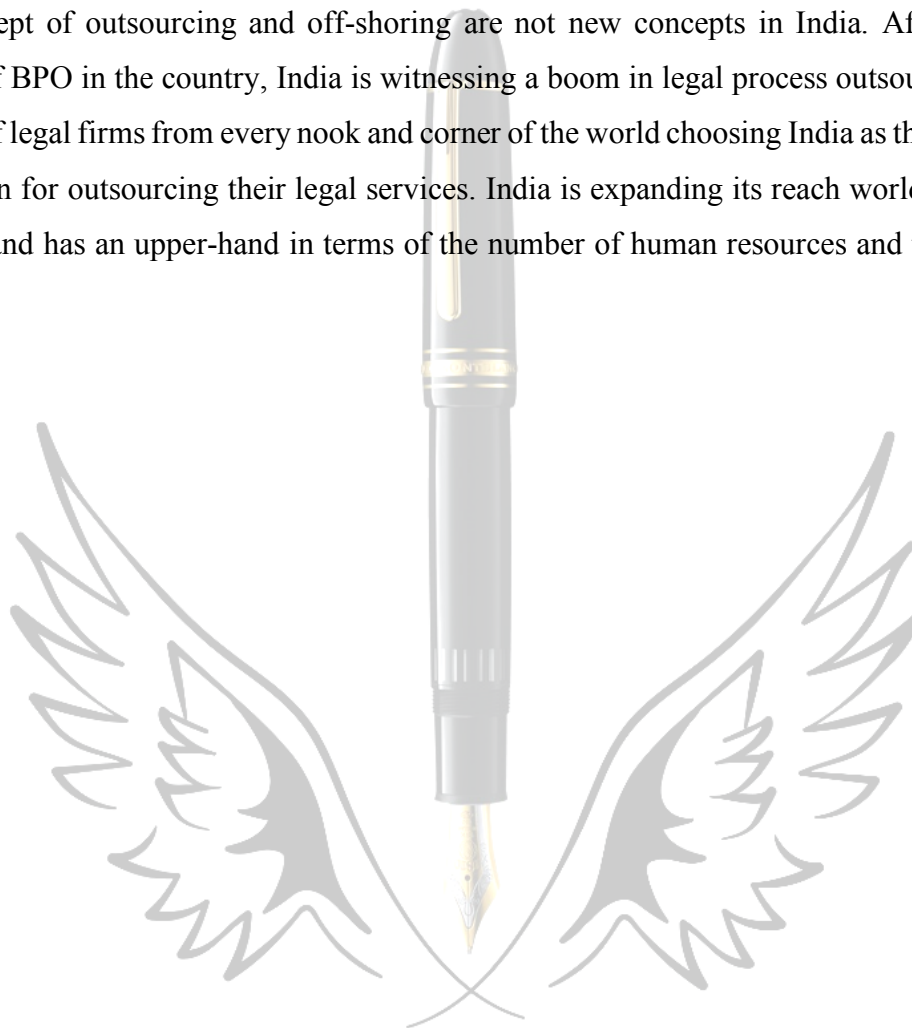 ept of outsourcing and off-shoring are not new concepts in India. Af
f BPO in the country, India is witnessing a boom in legal process outsou
f legal firms from every nook and corner of the world choosing India as th
n for outsourcing their legal services. India is expanding its reach worl
and has an upper-hand in terms of the number of human resources and